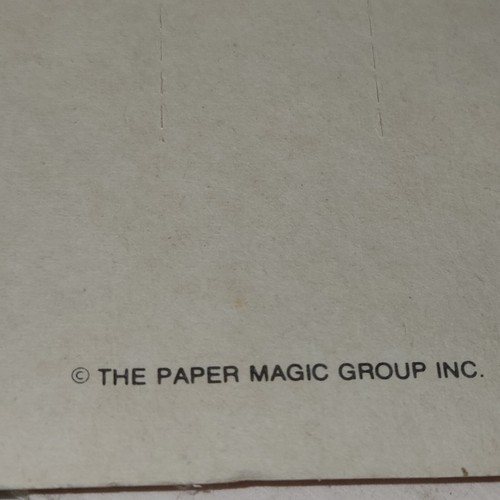 © THE PAPER MAGIC GROUP INC.